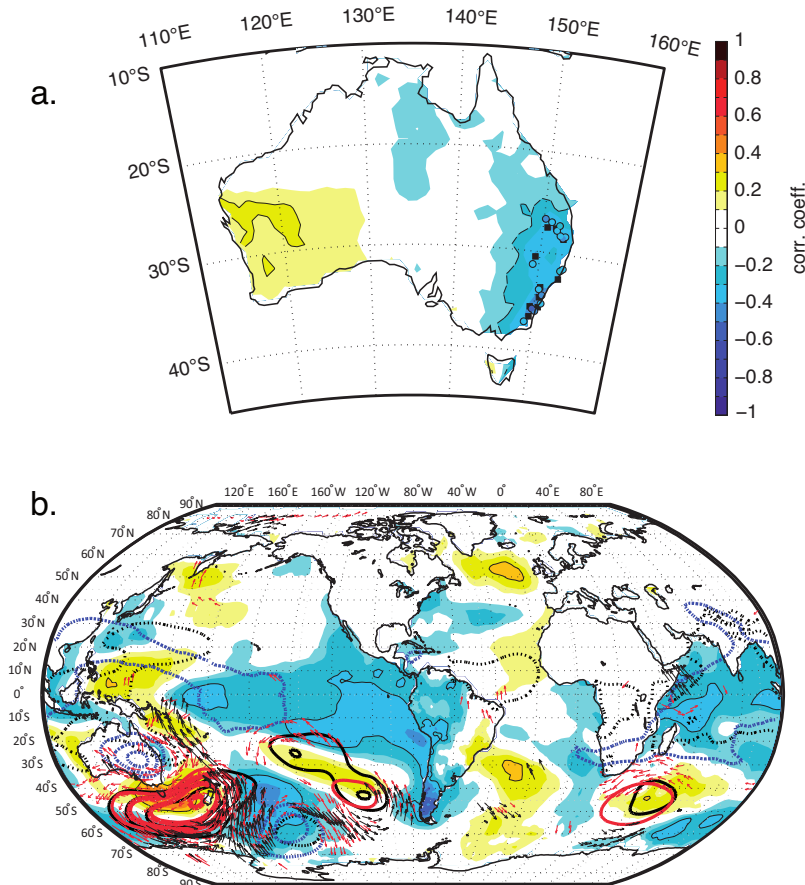 110°E 120°E 130°E 140°E 150°E 160°E
a.
10°S
20°S
30°S
40°S
1
0.8
0.6
0.4
0.2
0
−0.2
−0.4
−0.6
−0.8
−1
corr. coeff.
b.
120°E 160°E 160°W 120°W 80°W 40°W 0° 40°E 80°E
90°N
80°N
70°N
60°N
50°N
40°N
30°N
20°N
10°N
0°
10°S
20°S
30°S
40°S
50°S
60°S
70°S
80°S
90°S